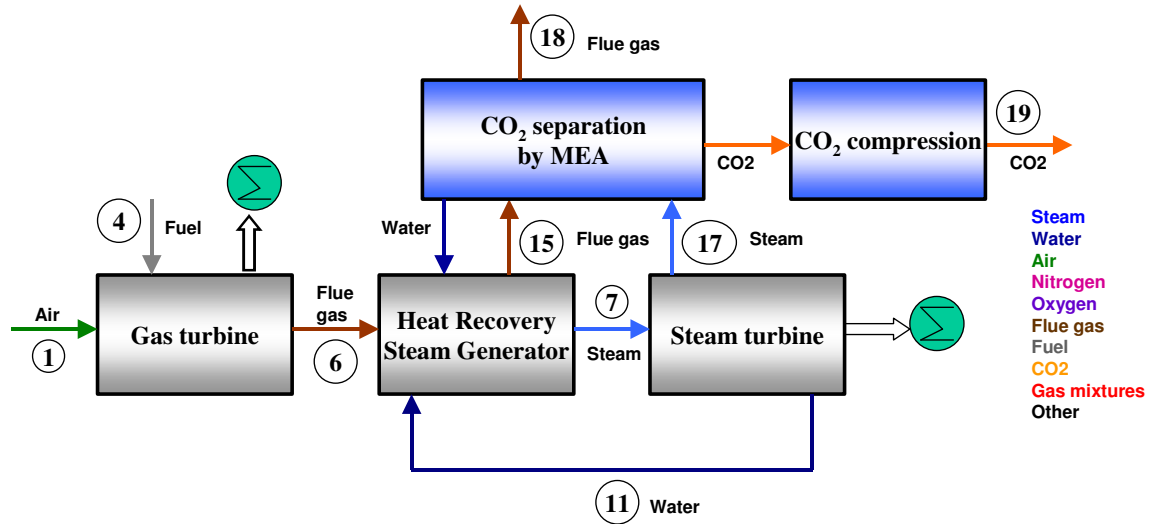 18
Flue gas
CO2 separation
by MEA
CO2
CO2 compression
19
CO2
Σ
4
Fuel
Water
15
Flue gas
17
Steam
Air
1
Gas turbine
Flue
gas
6
Heat Recovery
Steam Generator
7
Steam
Steam turbine
Σ
11
Water
Steam
Water
Air
Nitrogen
Oxygen
Flue gas
Fuel
CO2
Gas mixtures
Other